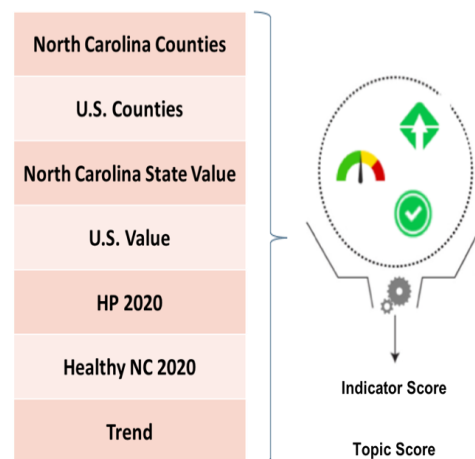 North Carolina Counties
U.S. Counties
North Carolina State Value
U.S. Value
HP 2020
Healthy NC 2020
Trend
Indicator Score
Topic Score